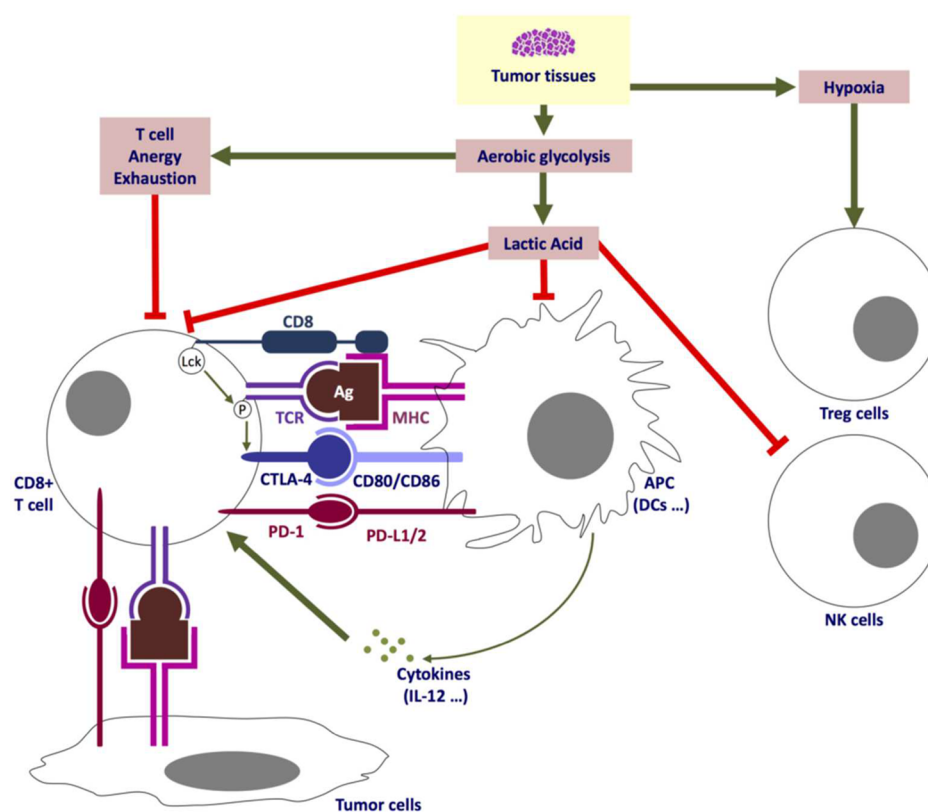 Tumor tissues
Hypoxia
T cell
Anergy
Exhaustion
Aerobic glycolysis
Lactic Acid
CD8
Lck
Ag
P
TCR
MHC
Treg cells
CTLA-4
CD80/CD86
CD8+
T cell
APC
(DCs ...)
PD-1
PD-L1/2
NK cells
Cytokines
(IL-12 ...)
Tumor cells